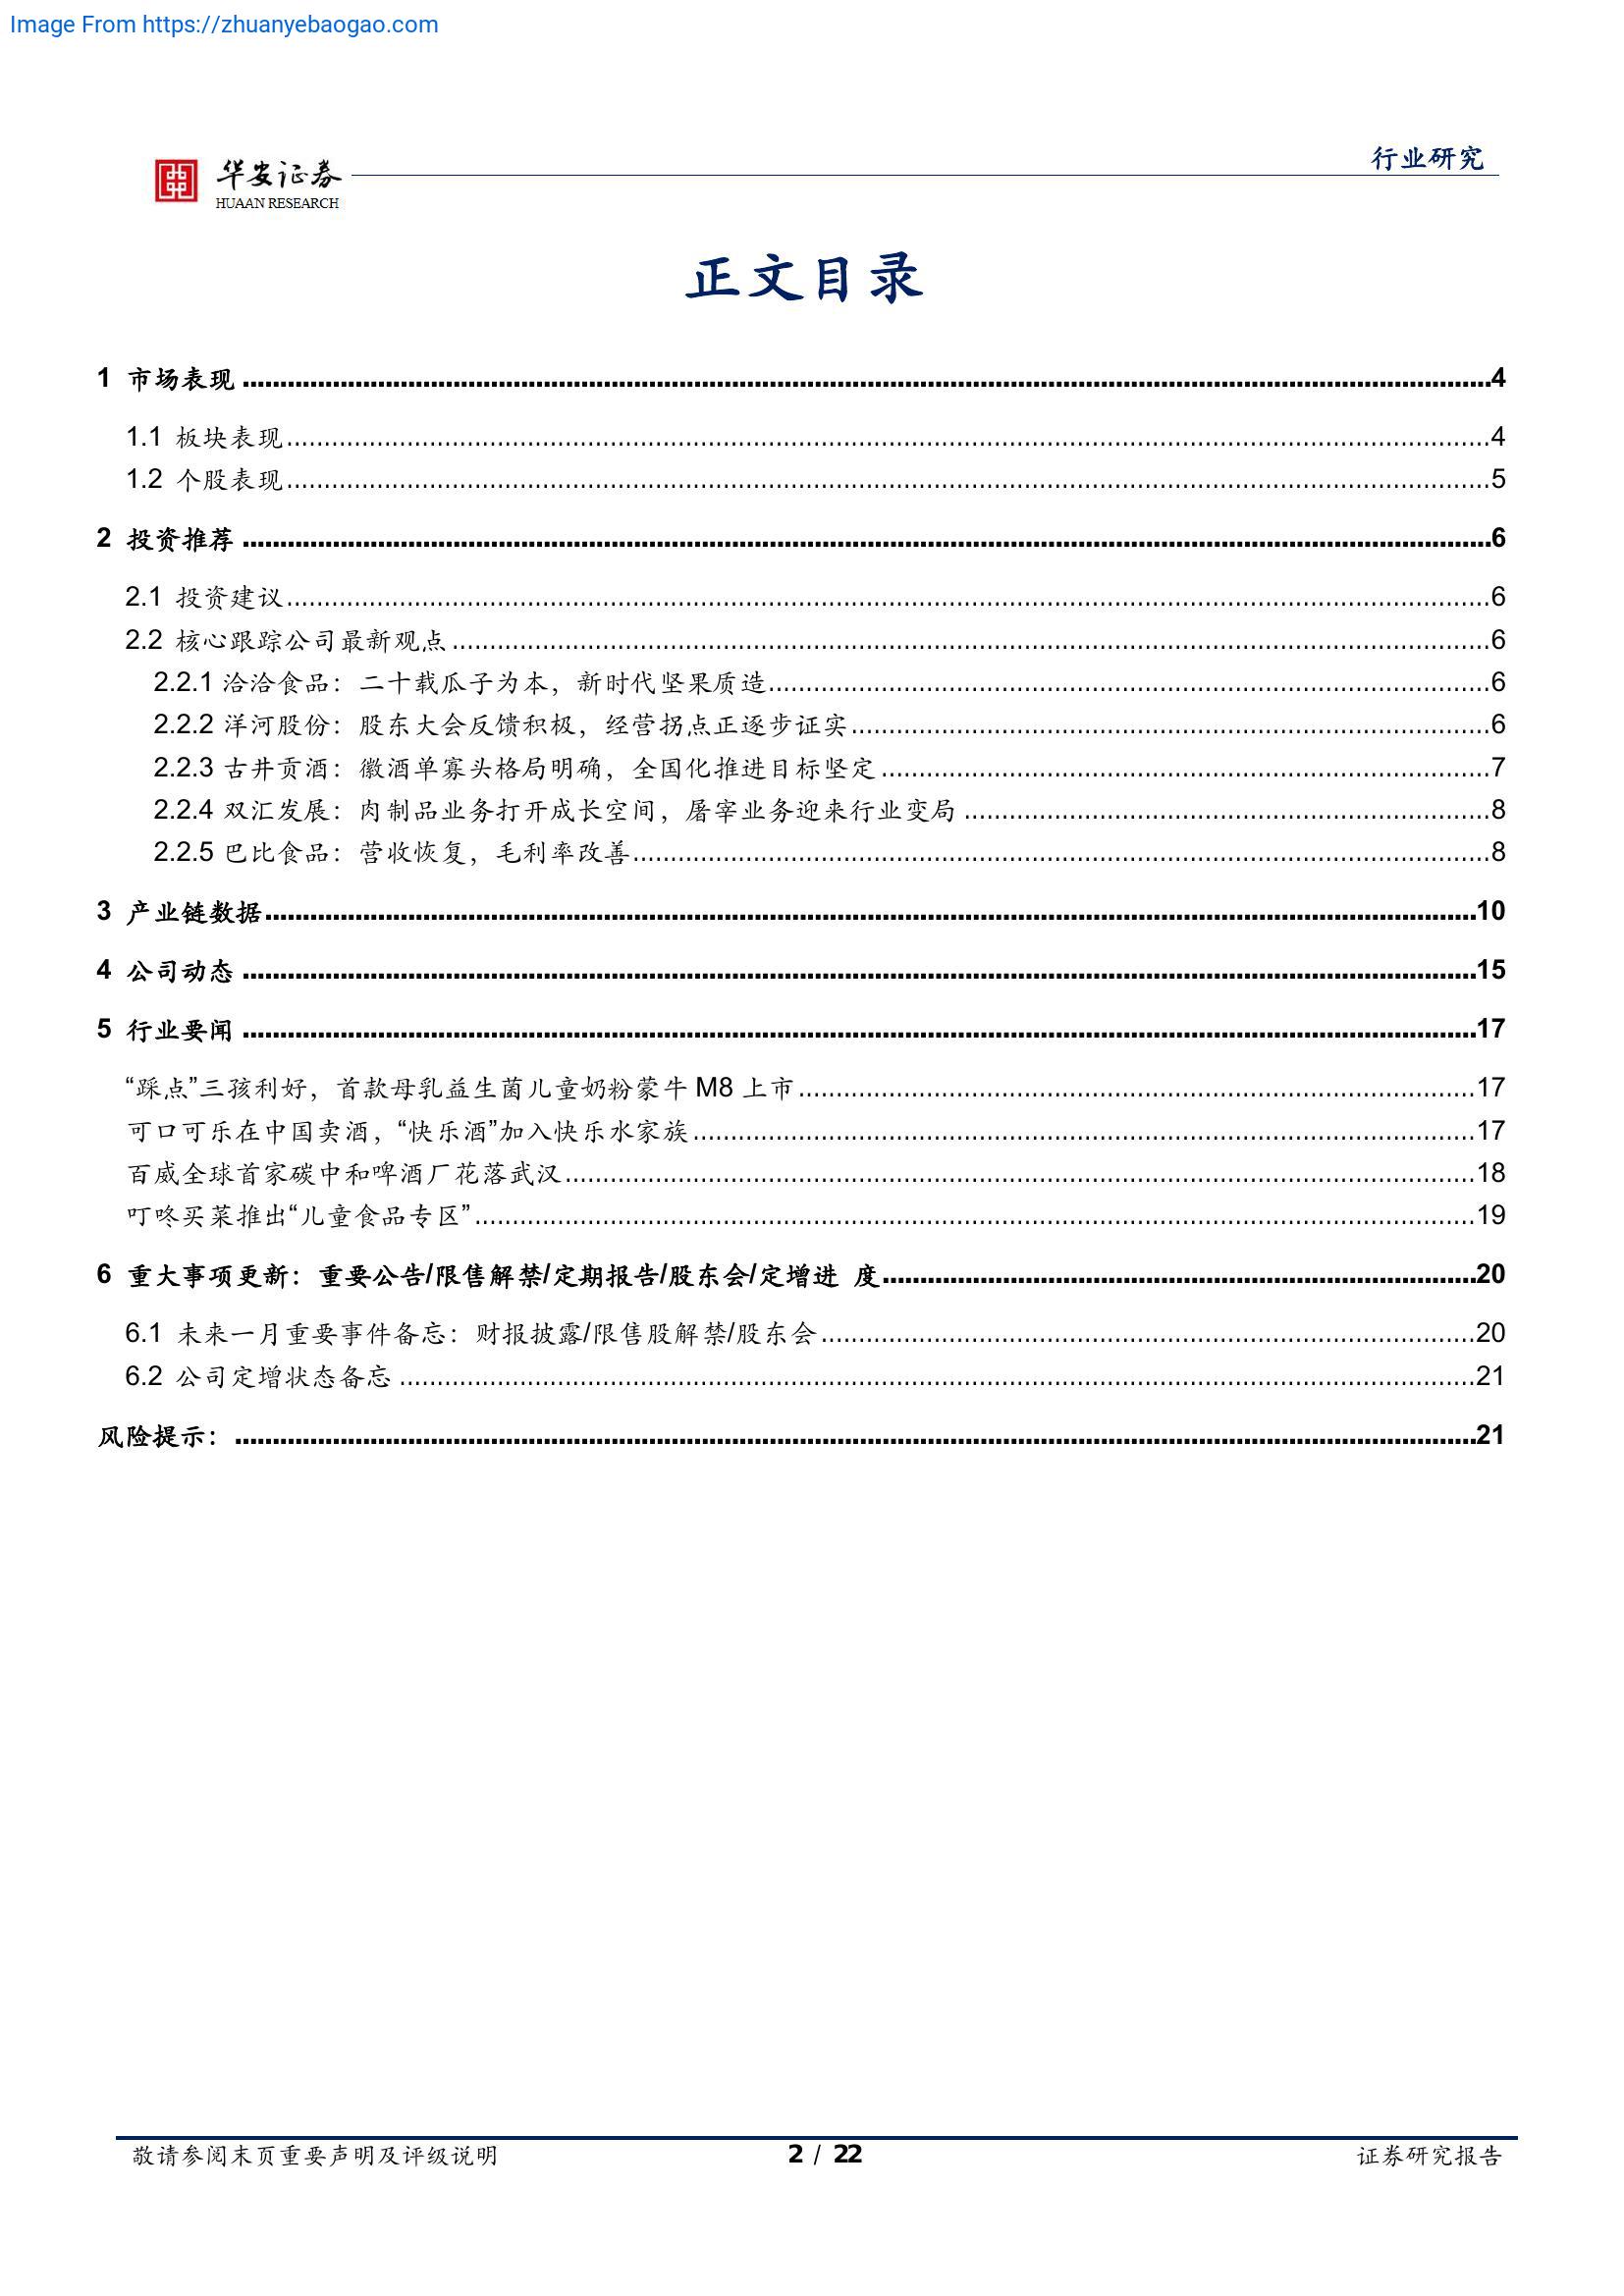 Image From https://zhuanyebaogao.com
华安证券
HUAAN RESEARCH
行业研究
正文目录
1 市场表现 ........ 4
1.1 板块表现 ........ 4
1.2 个股表现 ........ 5
2 投资推荐 ........ 6
2.1 投资建议 ........ 6
2.2 核心跟踪公司最新观点 ........ 6
2.2.1 洽洽食品：二十载瓜子为本，新时代坚果质造 ........ 6
2.2.2 洋河股份：股东大会反馈积极，经营拐点正逐步证实 ........ 6
2.2.3 古井贡酒：徽酒单寡头格局明确，全国化推进目标坚定 ........ 7
2.2.4 双汇发展：肉制品业务打开成长空间，屠宰业务迎来行业变局 ........ 8
2.2.5 巴比食品：营收恢复，毛利率改善 ........ 8
3 产业链数据 ........ 10
4 公司动态 ........ 15
5 行业要闻 ........ 17
“踩点”三孩利好，首款母乳益生菌儿童奶粉蒙牛 M8 上市 ........ 17
可口可乐在中国卖酒，“快乐酒”加入快乐水家族 ........ 17
百威全球首家碳中和啤酒厂花落武汉 ........ 18
叮咚买菜推出“儿童食品专区” ........ 19
6 重大事项更新：重要公告/限售解禁/定期报告/股东会/定增进 度 ........ 20
6.1 未来一月重要事件备忘：财报披露/限售股解禁/股东会 ........ 20
6.2 公司定增状态备忘 ........ 21
风险提示： ........ 21
敬请参阅末页重要声明及评级说明
2 / 22
证券研究报告